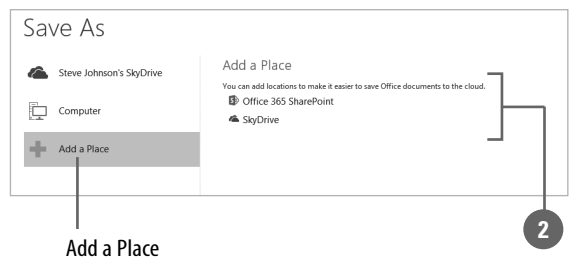 Save As
Steve Johnson's SkyDrive
Computer
Add a Place
Add a Place
You can add locations to make it easier to save Office documents to the cloud.
Office 365 SharePoint
SkyDrive
2
Add a Place